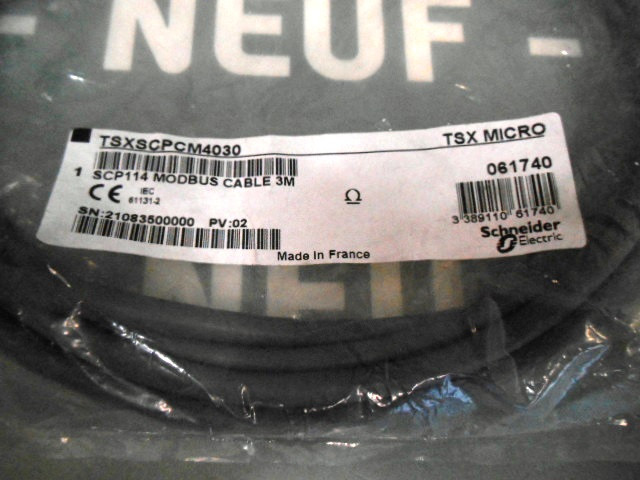 - NEUF -
TSXSCPCM4030
TSX MICRO
1 SCP114 MODBUS CABLE 3M
061740
CE IEC
61131-2
Ω
3 389110 61740
SN:21083500000 PV:02
Schneider
Electric
Made in France